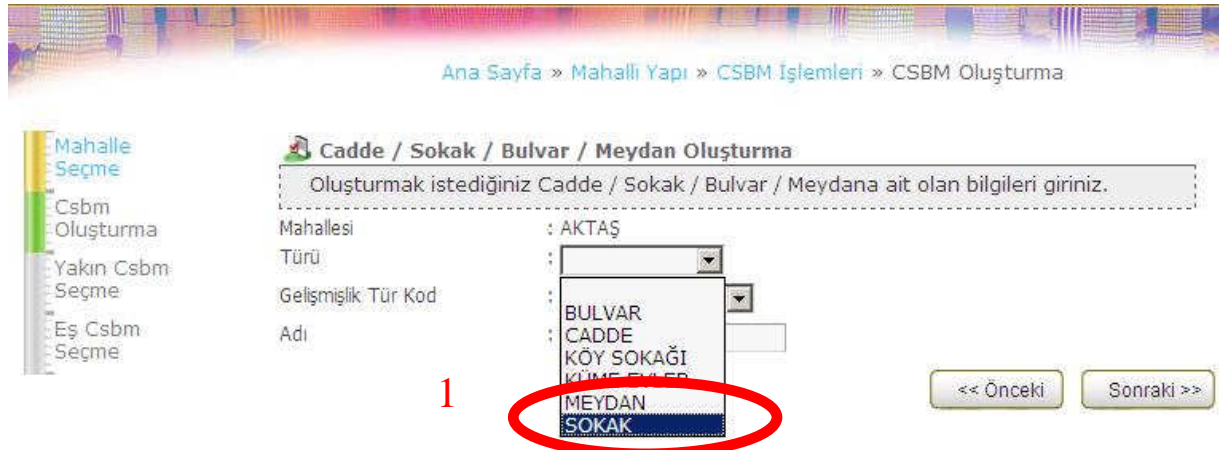 Ana Sayfa » Mahalli Yapı » CSBM İşlemleri » CSBM Oluşturma
Mahalle
Seçme
Csbm
Oluşturma
Yakın Csbm
Seçme
Eş Csbm
Seçme
Cadde / Sokak / Bulvar / Meydan Oluşturma
Oluşturmak istediğiniz Cadde / Sokak / Bulvar / Meydana ait olan bilgileri giriniz.
Mahallesi : AKTAŞ
Türü :
Gelişmişlik Tür Kod :
Adı :
BULVAR
CADDE
KÖY SOKAĞI
KÜME EVLER
MEYDAN
SOKAK
1
<< Önceki Sonraki >>